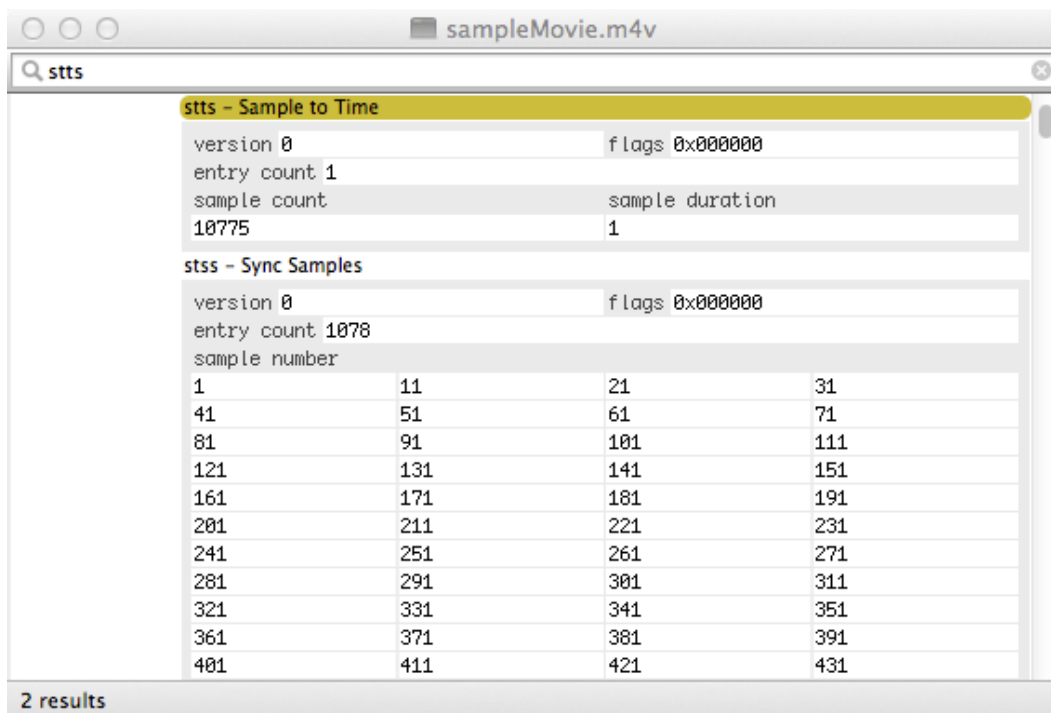 sampleMovie.m4v
stts
stts – Sample to Time
version 0 flags 0x000000
entry count 1
sample count sample duration
10775 1
stss – Sync Samples
version 0 flags 0x000000
entry count 1078
sample number
1 11 21 31
41 51 61 71
81 91 101 111
121 131 141 151
161 171 181 191
201 211 221 231
241 251 261 271
281 291 301 311
321 331 341 351
361 371 381 391
401 411 421 431
2 results